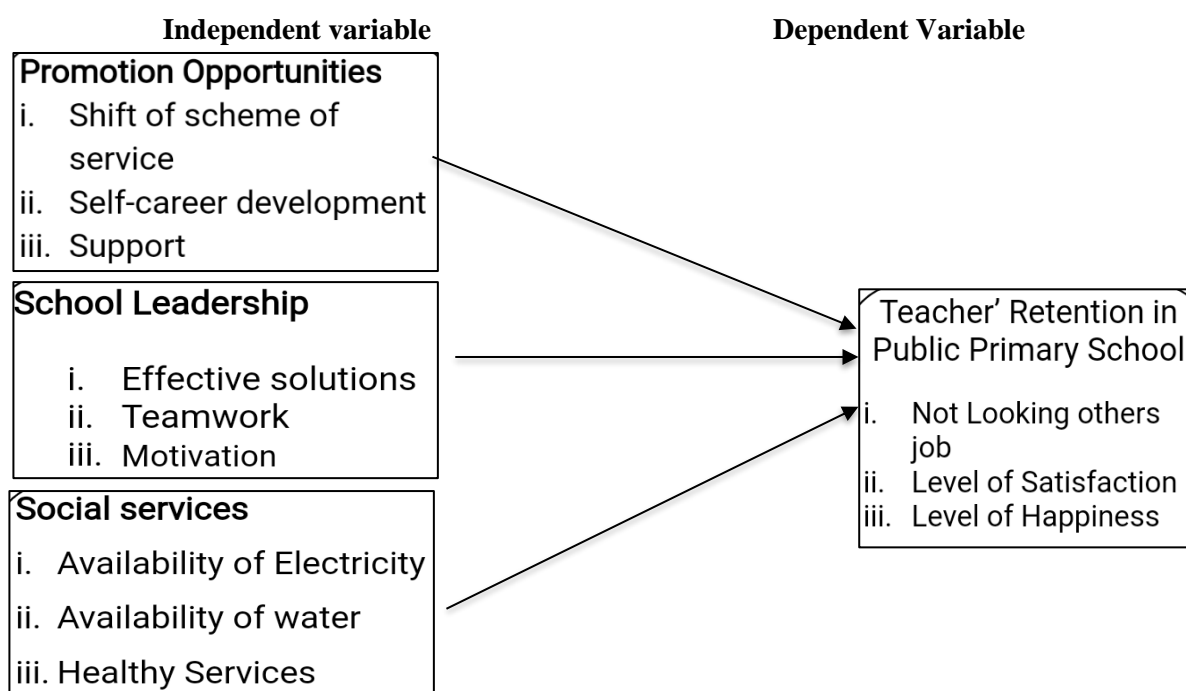 Independent variable
Dependent Variable
Promotion Opportunities
i. Shift of scheme of
service
ii. Self-career development
iii. Support
School Leadership
i. Effective solutions
ii. Teamwork
iii. Motivation
Social services
i. Availability of Electricity
ii. Availability of water
iii. Healthy Services
Teacher’ Retention in
Public Primary School
i. Not Looking others
job
ii. Level of Satisfaction
iii. Level of Happiness